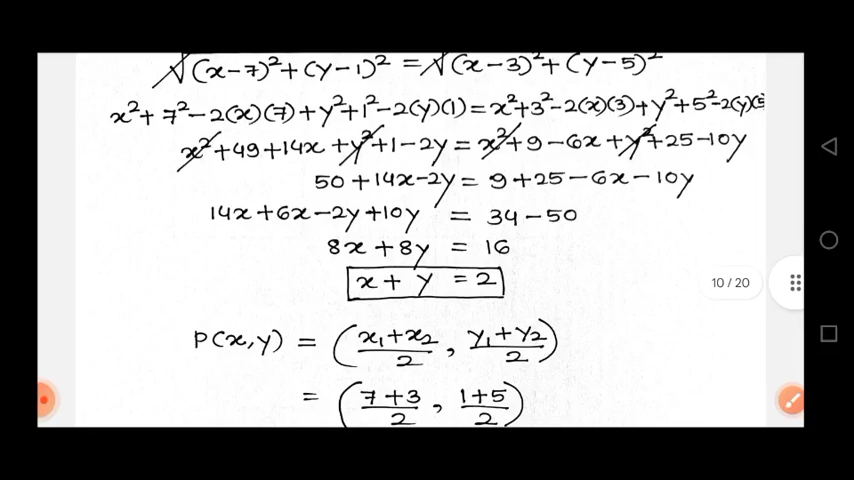 √(x-7)²+(y-1)² = √(x-3)²+(y-5)²
x²+7²-2(x)(7)+y²+1²-2(y)(1)=x²+3²-2(x)(3)+y²+5²-2(y)(5
x²+49+14x+y²+1-2y = x²+9-6x+y²+25-10y
50+14x-2y = 9+25-6x-10y
14x+6x-2y+10y = 34-50
8x+8y = 16
x+y = 2
10 / 20
P(x,y) = (x₁+x₂/2, y₁+y₂/2)
= (7+3/2, 1+5/2)